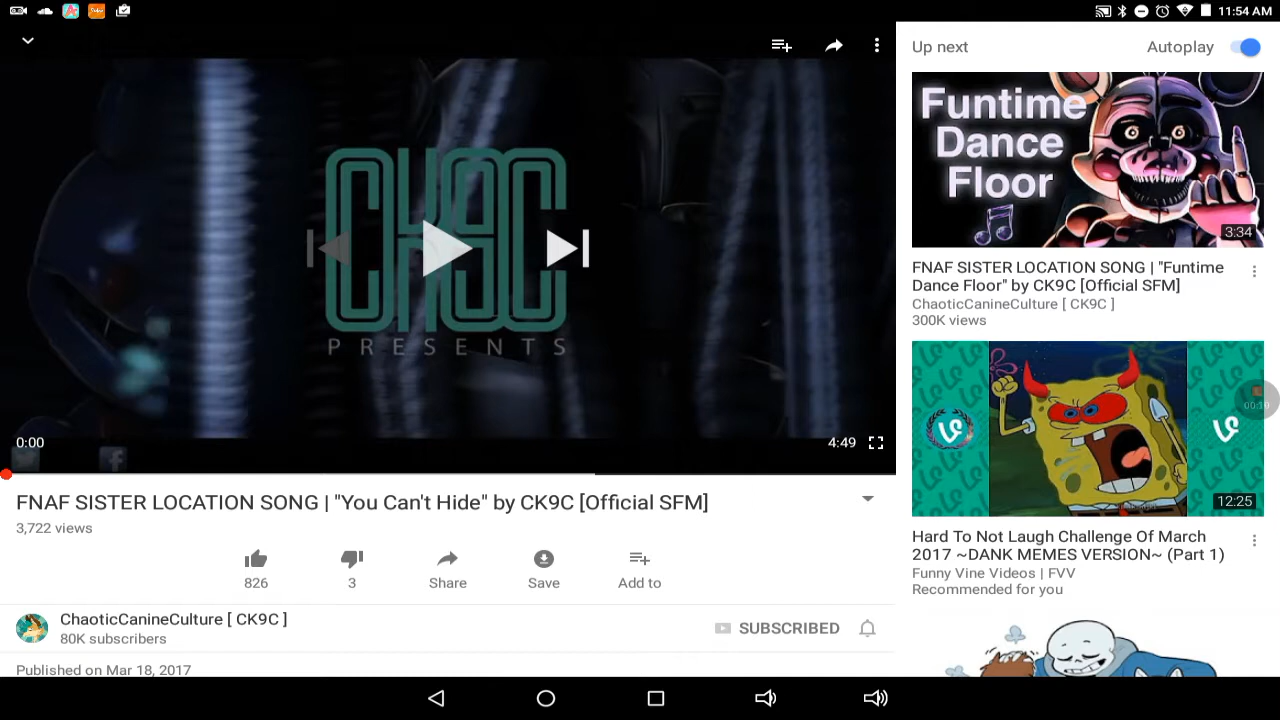 11:54 AM
CK9C
PRESENTS
0:00
4:49
FNAF SISTER LOCATION SONG | "You Can't Hide" by CK9C [Official SFM]
3,722 views
826
3
Share
Save
Add to
ChaoticCanineCulture [ CK9C ]
80K subscribers
SUBSCRIBED
Published on Mar 18, 2017
Up next
Autoplay
Funtime
Dance
Floor
3:34
FNAF SISTER LOCATION SONG | "Funtime
Dance Floor" by CK9C [Official SFM]
ChaoticCanineCulture [ CK9C ]
300K views
00:19
12:25
Hard To Not Laugh Challenge Of March
2017 ~DANK MEMES VERSION~ (Part 1)
Funny Vine Videos | FVV
Recommended for you